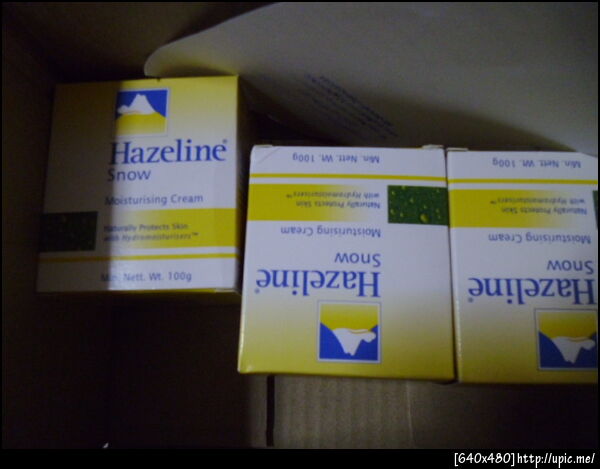 Hazeline®
Snow
Moisturising Cream
Naturally Protects Skin
with Hydromoisturisers™
Min. Nett. Wt. 100g
Hazeline®
Snow
Moisturising Cream
Naturally Protects Skin
with Hydromoisturisers™
Min. Nett. Wt. 100g
Hazeline
Snow
Moisturising Cream
Naturally Protects Skin
with Hydromoisturisers™
Min. Nett. Wt. 100g
[640x480]http://upic.me/